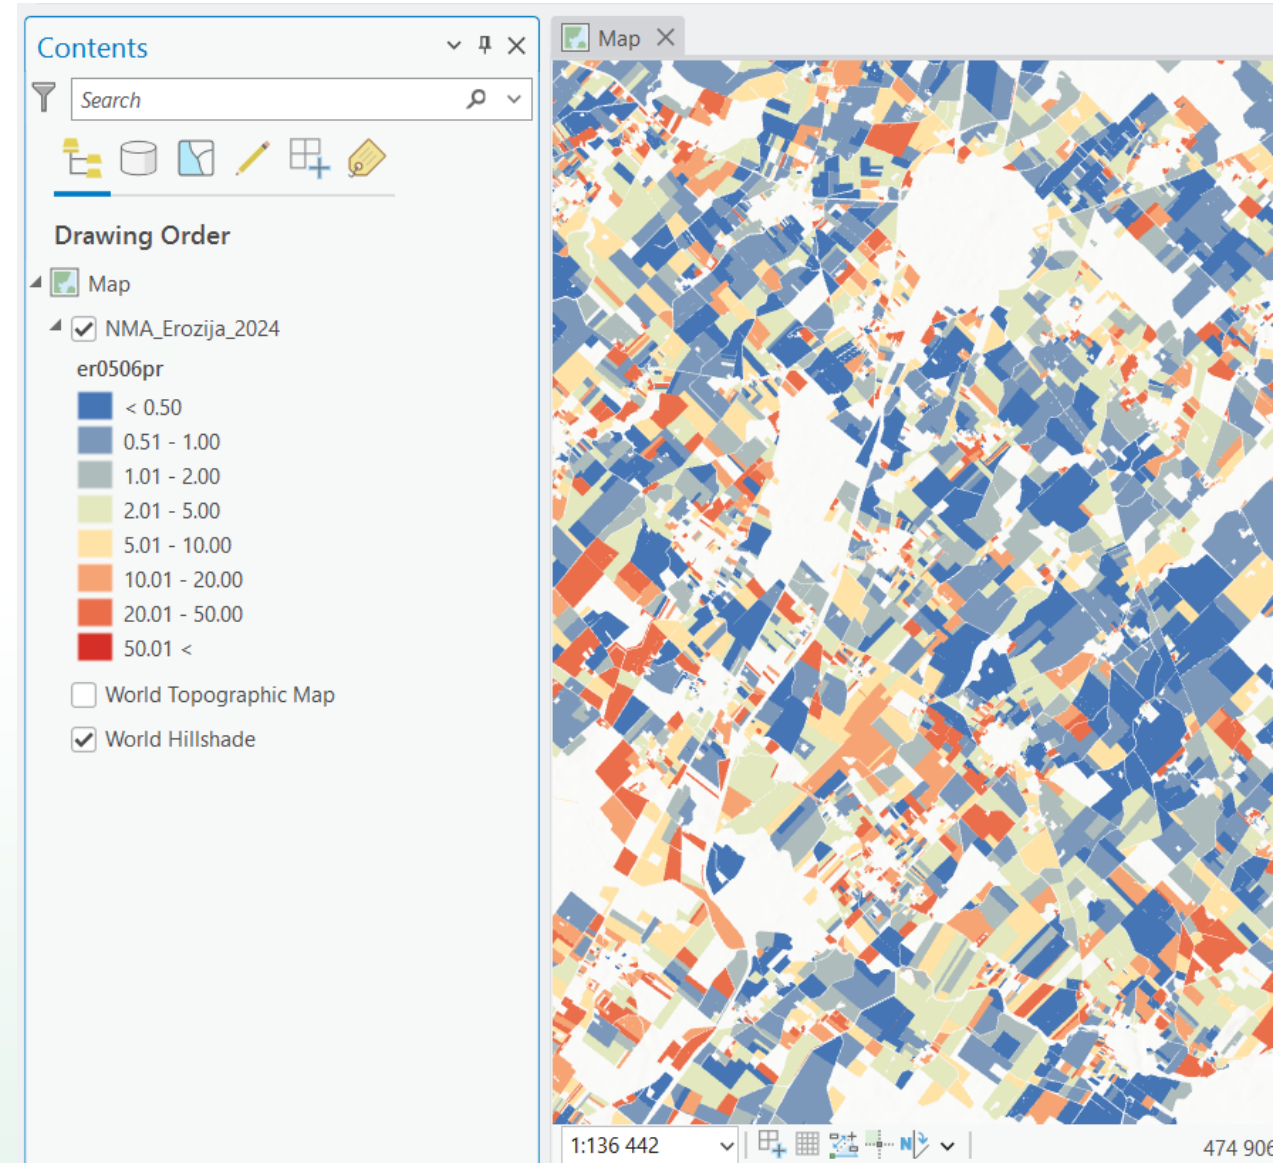 Contents
Map
Search
Drawing Order
Map
NMA_Erozija_2024
er0506pr
< 0.50
0.51 - 1.00
1.01 - 2.00
2.01 - 5.00
5.01 - 10.00
10.01 - 20.00
20.01 - 50.00
50.01 <
World Topographic Map
World Hillshade
1:136 442
N
474 906